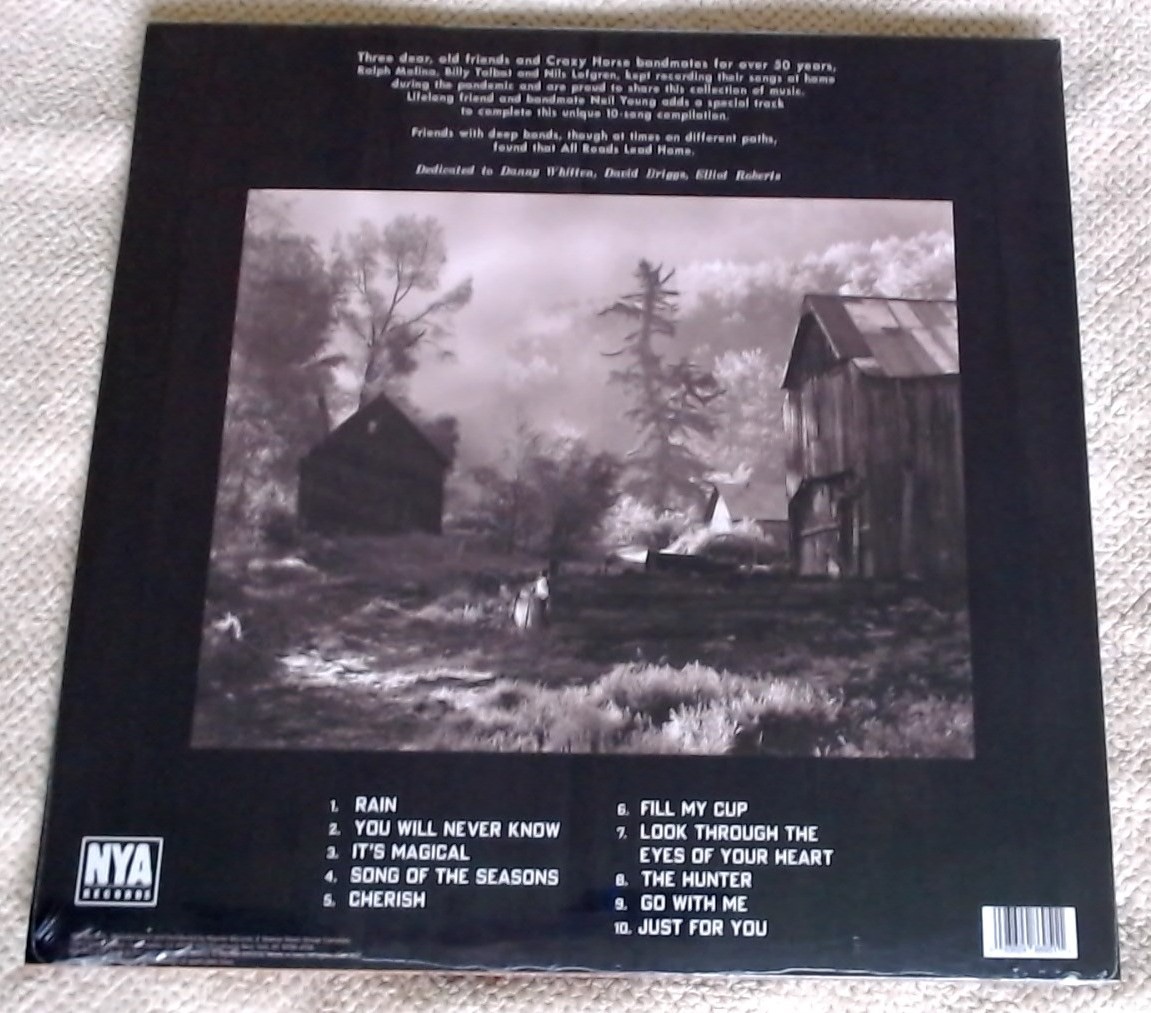 Three dear, old friends and Crazy Horse bandmates for over 50 years,
Ralph Molina, Billy Talbot and Nils Lofgren, kept recording their songs at home
during the pandemic and are proud to share this collection of music.
Lifelong friend and bandmate Neil Young adds a special track
to complete this unique 10-song compilation.
Friends with deep bonds, though at times on different paths,
found that All Roads Lead Home.
Dedicated to Danny Whitten, David Briggs, Elliot Roberts
1. RAIN
2. YOU WILL NEVER KNOW
3. IT'S MAGICAL
4. SONG OF THE SEASONS
5. CHERISH
6. FILL MY CUP
7. LOOK THROUGH THE
EYES OF YOUR HEART
8. THE HUNTER
9. GO WITH ME
10. JUST FOR YOU
NYA
RECORDS